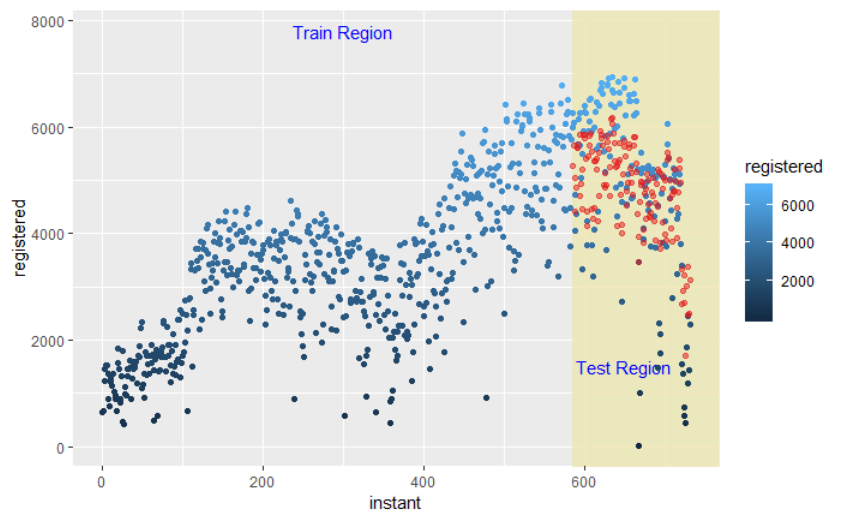 8000
Train Region
6000
registered
6000
4000
4000
2000
registered
2000
Test Region
0
0
200
400
600
instant